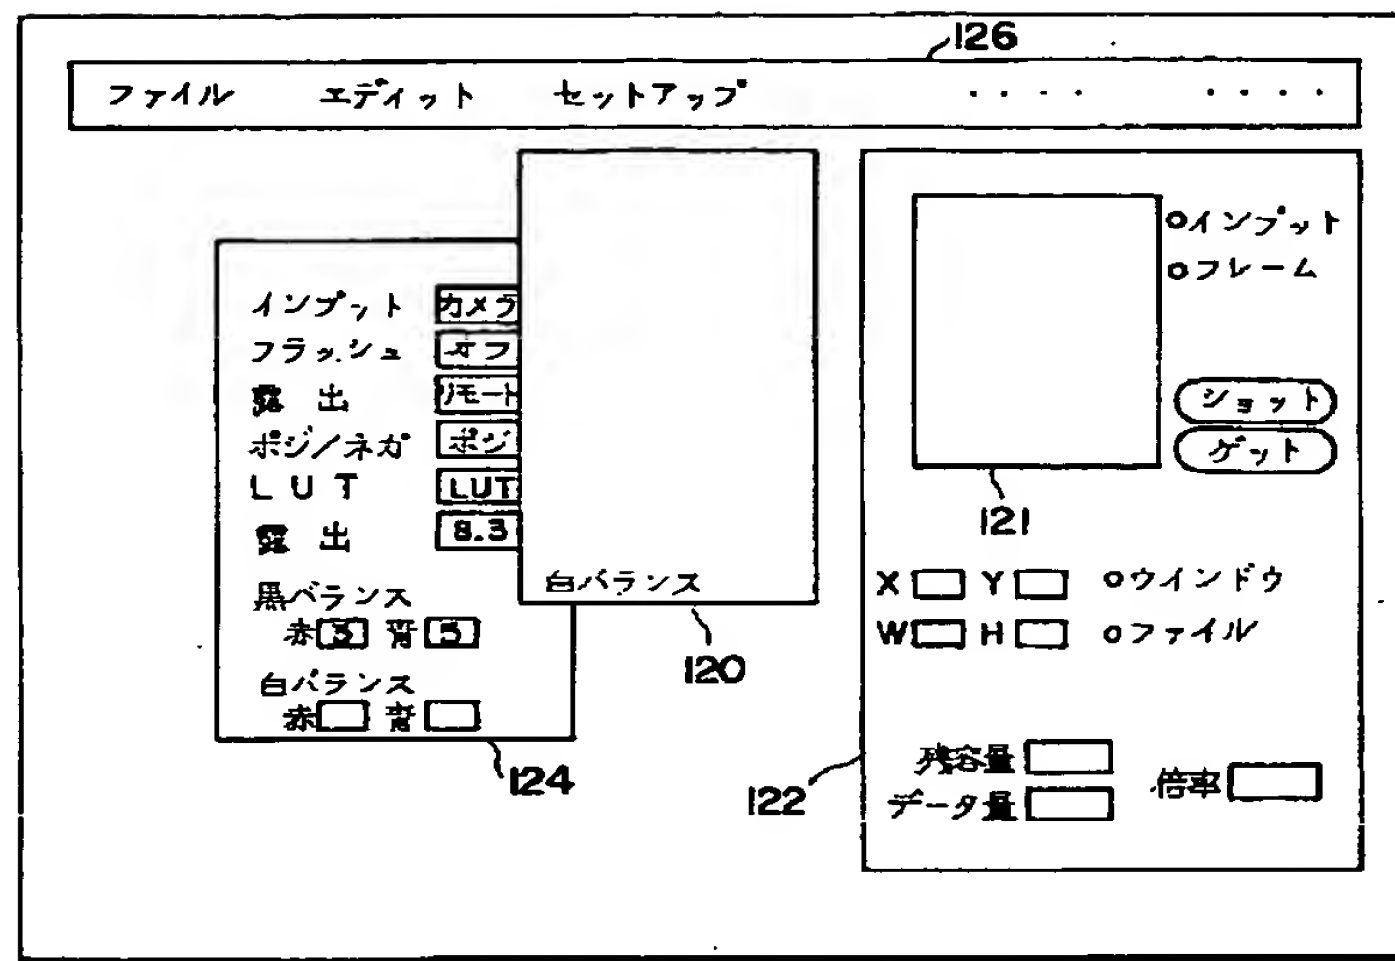 126
ファイル エディット セットアップ ・・・・ ・・・・
インプット カメラ
フラッシュ オフ
露出 リモート
ポジ/ネガ ポジ
LUT LUT
露出 8.3
黒バランス
赤 3 青 5
白バランス
赤 青
124
白バランス
120
インプット
フレーム
ショット
ゲット
121
X Y ウインドウ
W H ファイル
残容量
データ量
倍率
122